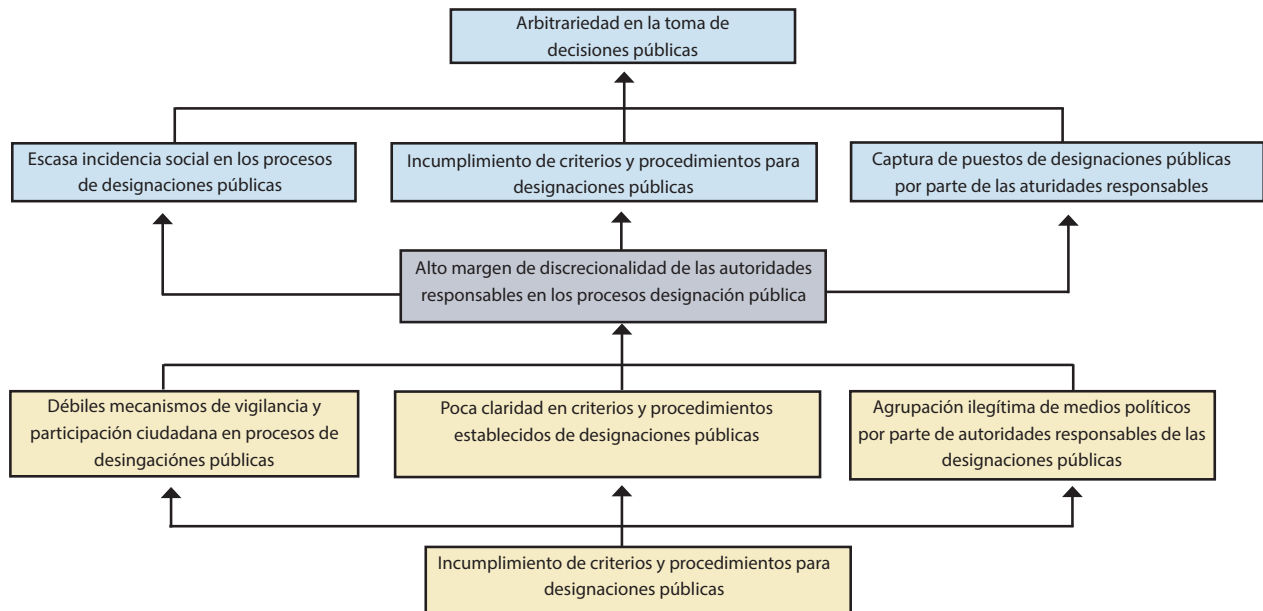 Arbitrariedad en la toma de
decisiones públicas
Escasa incidencia social en los procesos
de designaciones públicas
Incumplimiento de criterios y procedimientos para
designaciones públicas
Captura de puestos de designaciones públicas
por parte de las aturidades responsables
Alto margen de discrecionalidad de las autoridades
responsables en los procesos designación pública
Débiles mecanismos de vigilancia y
participación ciudadana en procesos de
desingaciónes públicas
Poca claridad en criterios y procedimientos
establecidos de designaciones públicas
Agrupación ilegítima de medios políticos
por parte de autoridades responsables de las
designaciones públicas
Incumplimiento de criterios y procedimientos para
designaciones públicas